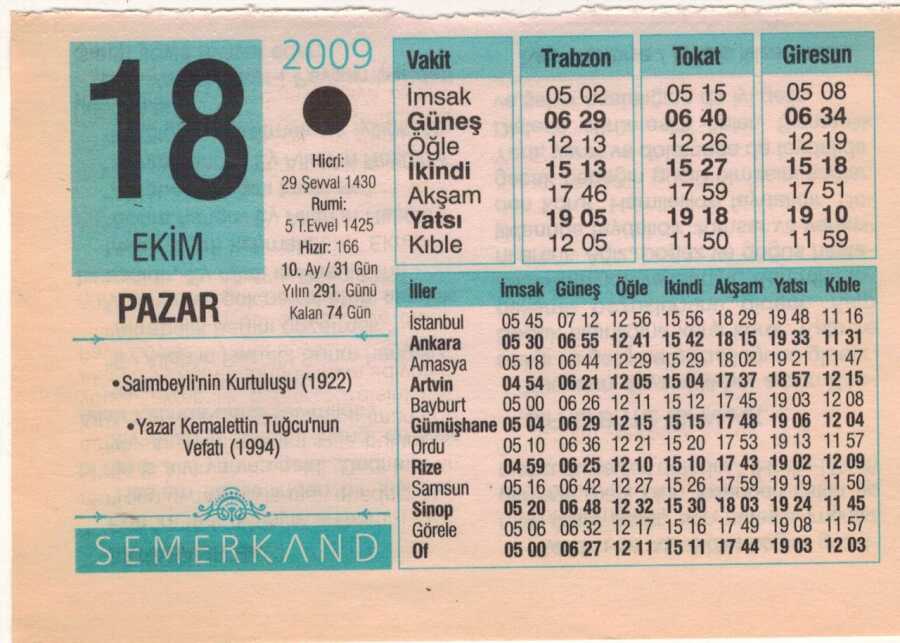 18
EKİM
PAZAR
2009
Hicri:
29 Şevval 1430
Rumi:
5 T.Evvel 1425
Hızır: 166
10. Ay / 31 Gün
Yılın 291. Günü
Kalan 74 Gün
•Saimbeyli'nin Kurtuluşu (1922)
•Yazar Kemalettin Tuğcu'nun
Vefatı (1994)
SEMERKAND
Vakit Trabzon Tokat Giresun
İmsak 05 02 05 15 05 08
Güneş 06 29 06 40 06 34
Öğle 12 13 12 26 12 19
İkindi 15 13 15 27 15 18
Akşam 17 46 17 59 17 51
Yatsı 19 05 19 18 19 10
Kıble 12 05 11 50 11 59
İller İmsak Güneş Öğle İkindi Akşam Yatsı Kıble
İstanbul 05 45 07 12 12 56 15 56 18 29 19 48 11 16
Ankara 05 30 06 55 12 41 15 42 18 15 19 33 11 31
Amasya 05 18 06 44 12 29 15 29 18 02 19 21 11 47
Artvin 04 54 06 21 12 05 15 04 17 37 18 57 12 15
Bayburt 05 00 06 26 12 11 15 12 17 45 19 03 12 08
Gümüşhane 05 04 06 29 12 15 15 15 17 48 19 06 12 04
Ordu 05 10 06 36 12 21 15 20 17 53 19 13 11 57
Rize 04 59 06 25 12 10 15 10 17 43 19 02 12 09
Samsun 05 16 06 42 12 27 15 26 17 59 19 19 11 50
Sinop 05 20 06 48 12 32 15 30 18 03 19 24 11 45
Görele 05 06 06 32 12 17 15 16 17 49 19 08 11 57
Of 05 00 06 27 12 11 15 11 17 44 19 03 12 03